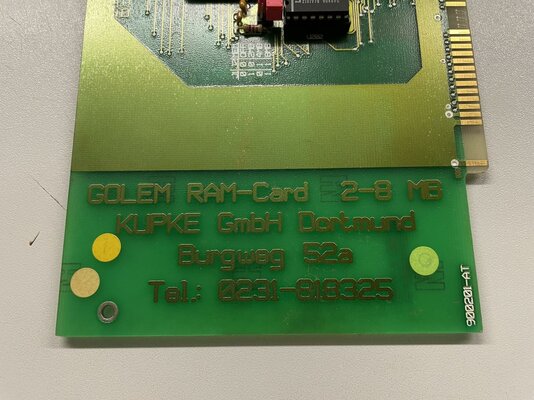 GOLEM RAM-Card 2-8 MB
KUPKE GmbH Dortmund
Burgweg 52a
Tel.: 0231-818325
900201-AT